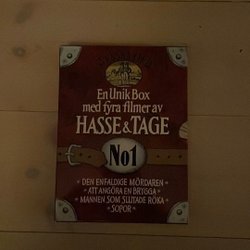 En Unik Box
med fyra filmer av
HASSE & TAGE
No1
DEN ENFALDIGE MÖRDAREN
ATT ANGÖRA EN BRYGGA
MANNEN SOM SLUTADE RÖKA
SOPOR